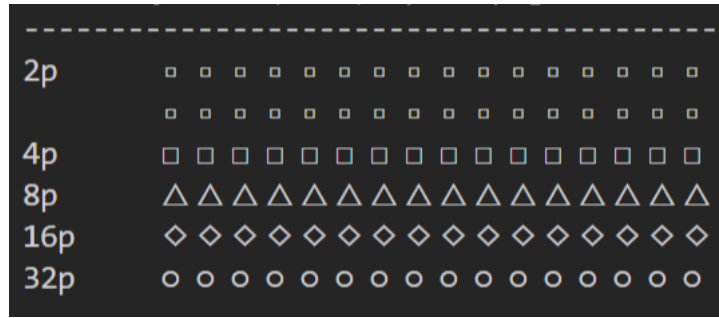 ----------------------------------------
2p ▫ ▫ ▫ ▫ ▫ ▫ ▫ ▫ ▫ ▫ ▫ ▫ ▫ ▫ ▫ ▫
▫ ▫ ▫ ▫ ▫ ▫ ▫ ▫ ▫ ▫ ▫ ▫ ▫ ▫ ▫ ▫
4p □ □ □ □ □ □ □ □ □ □ □ □ □ □ □ □
8p △ △ △ △ △ △ △ △ △ △ △ △ △ △ △ △
16p ◇ ◇ ◇ ◇ ◇ ◇ ◇ ◇ ◇ ◇ ◇ ◇ ◇ ◇ ◇ ◇
32p ○ ○ ○ ○ ○ ○ ○ ○ ○ ○ ○ ○ ○ ○ ○ ○